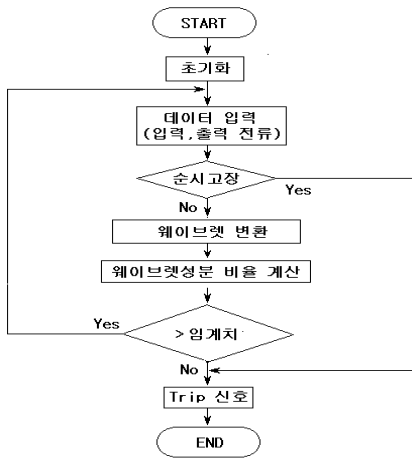 START
초기화
데이터 입력
(입력,출력 전류)
순시고장
Yes
No
웨이브렛 변환
웨이브렛성분 비율 계산
Yes
>임계치
No
Trip 신호
END